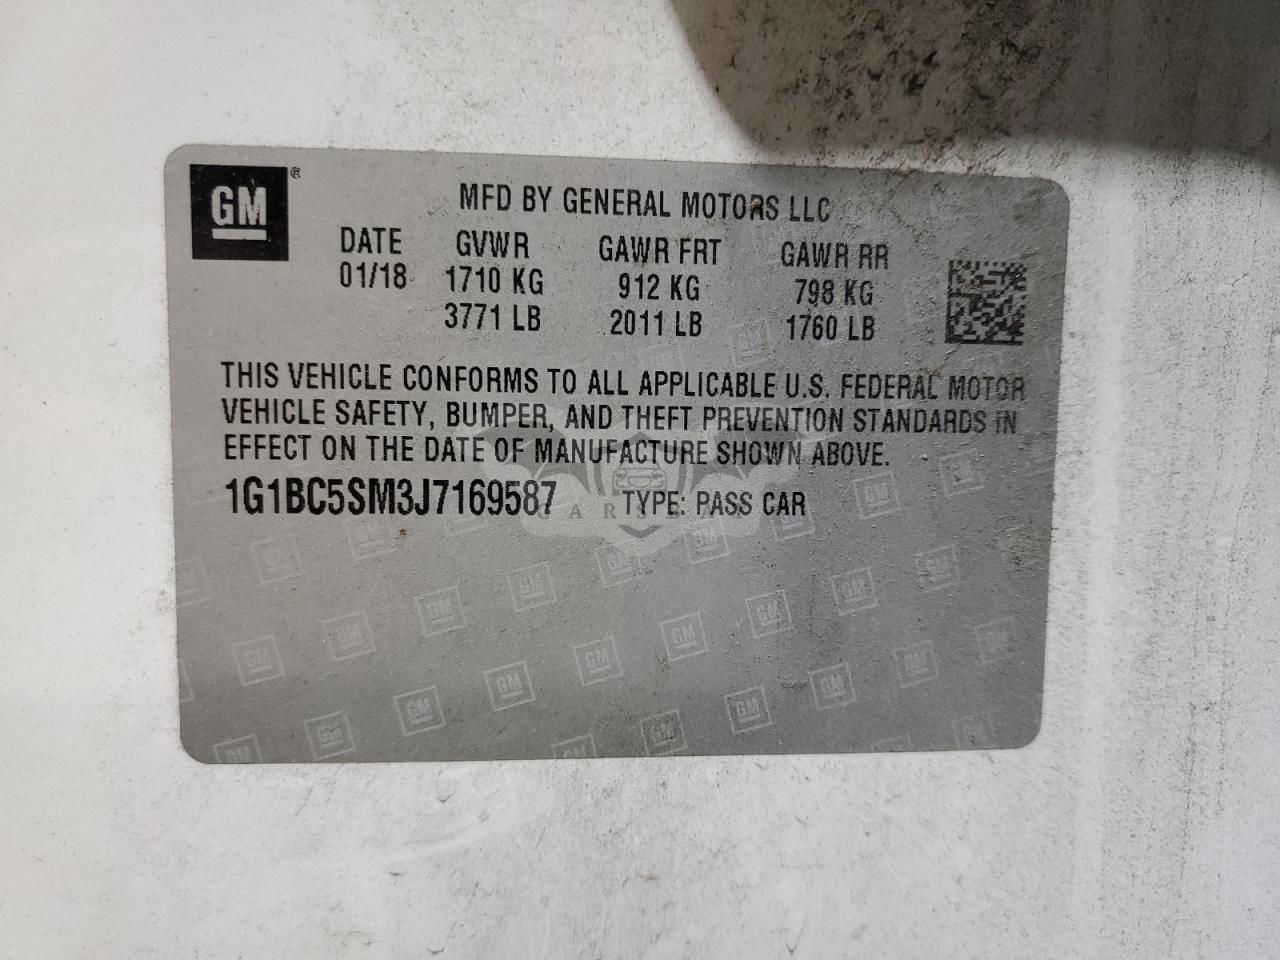 GM®
MFD BY GENERAL MOTORS LLC
DATE GVWR GAWR FRT GAWR RR
01/18 1710 KG 912 KG 798 KG
3771 LB 2011 LB 1760 LB
THIS VEHICLE CONFORMS TO ALL APPLICABLE U.S. FEDERAL MOTOR
VEHICLE SAFETY, BUMPER, AND THEFT PREVENTION STANDARDS IN
EFFECT ON THE DATE OF MANUFACTURE SHOWN ABOVE.
1G1BC5SM3J7169587 TYPE: PASS CAR